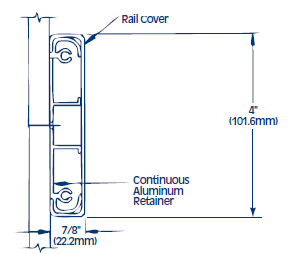 Rail Cover
4"
(101.6mm)
Continuous
Aluminum
Retainer
7/8"
(22.2mm)